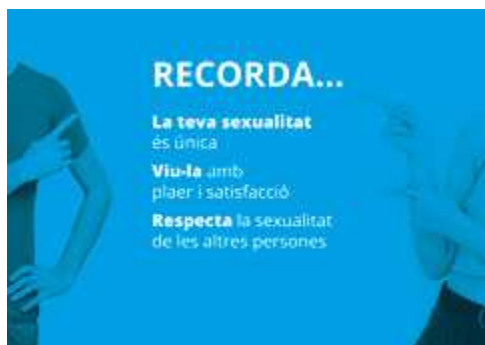 RECORDA...
La teva sexualitat
és única
Viu-la amb
plaer i satisfacció
Respecta la sexualitat
de les altres persones